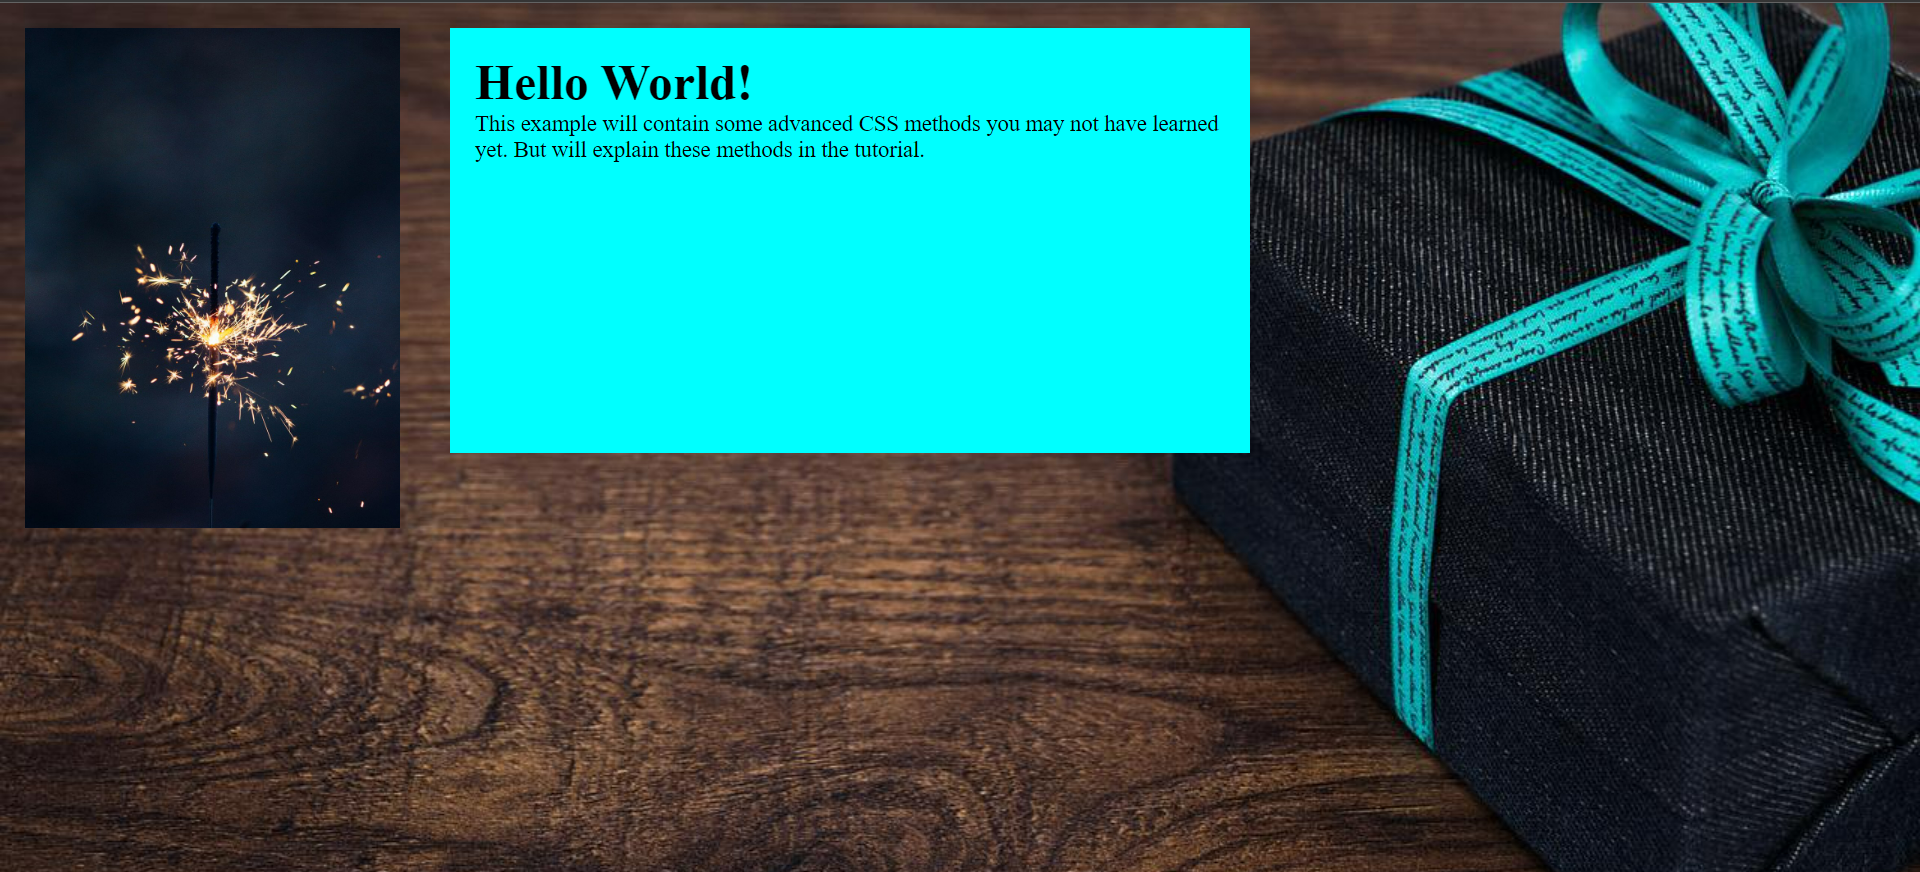 Hello World!
This example will contain some advanced CSS methods you may not have learned
yet. But will explain these methods in the tutorial.